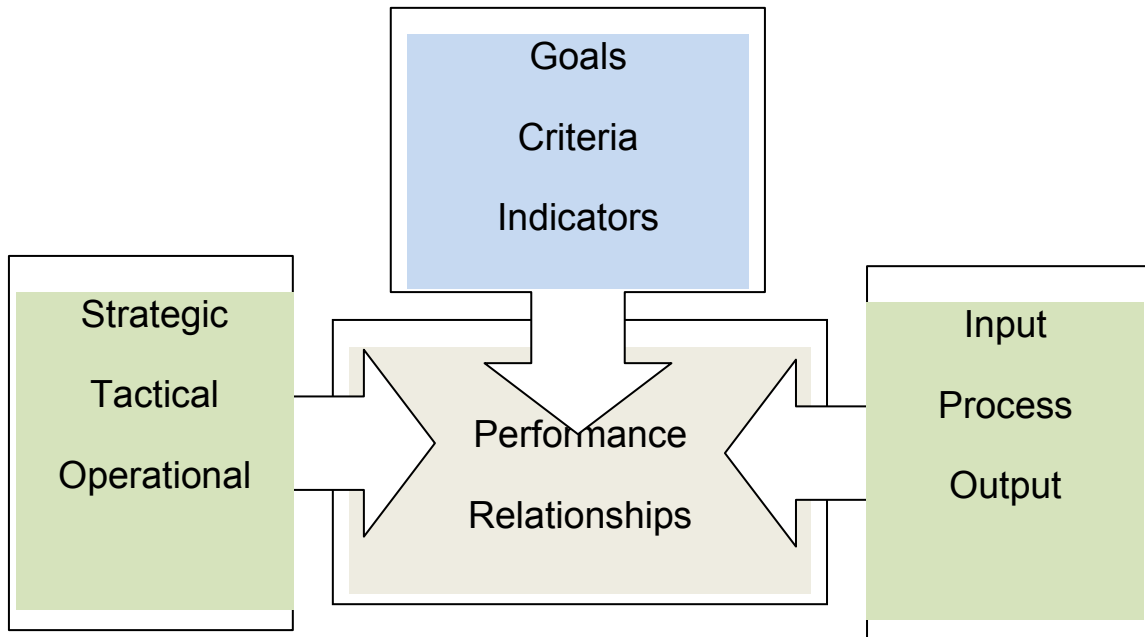 Goals
Criteria
Indicators
Strategic
Tactical
Operational
Performance
Relationships
Input
Process
Output